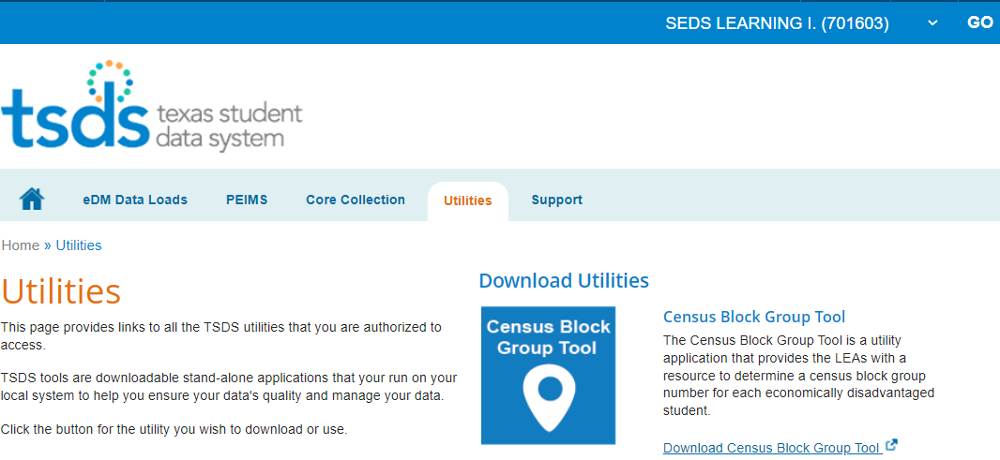 SEDS LEARNING I. (701603)
GO
tsds texas student
data system
eDM Data Loads
PEIMS
Core Collection
Utilities
Support
Home » Utilities
Utilities
This page provides links to all the TSDS utilities that you are authorized to
access.
TSDS tools are downloadable stand-alone applications that your run on your
local system to help you ensure your data's quality and manage your data.
Click the button for the utility you wish to download or use.
Download Utilities
Census Block
Group Tool
Census Block Group Tool
The Census Block Group Tool is a utility
application that provides the LEAs with a
resource to determine a census block group
number for each economically disadvantaged
student.
Download Census Block Group Tool